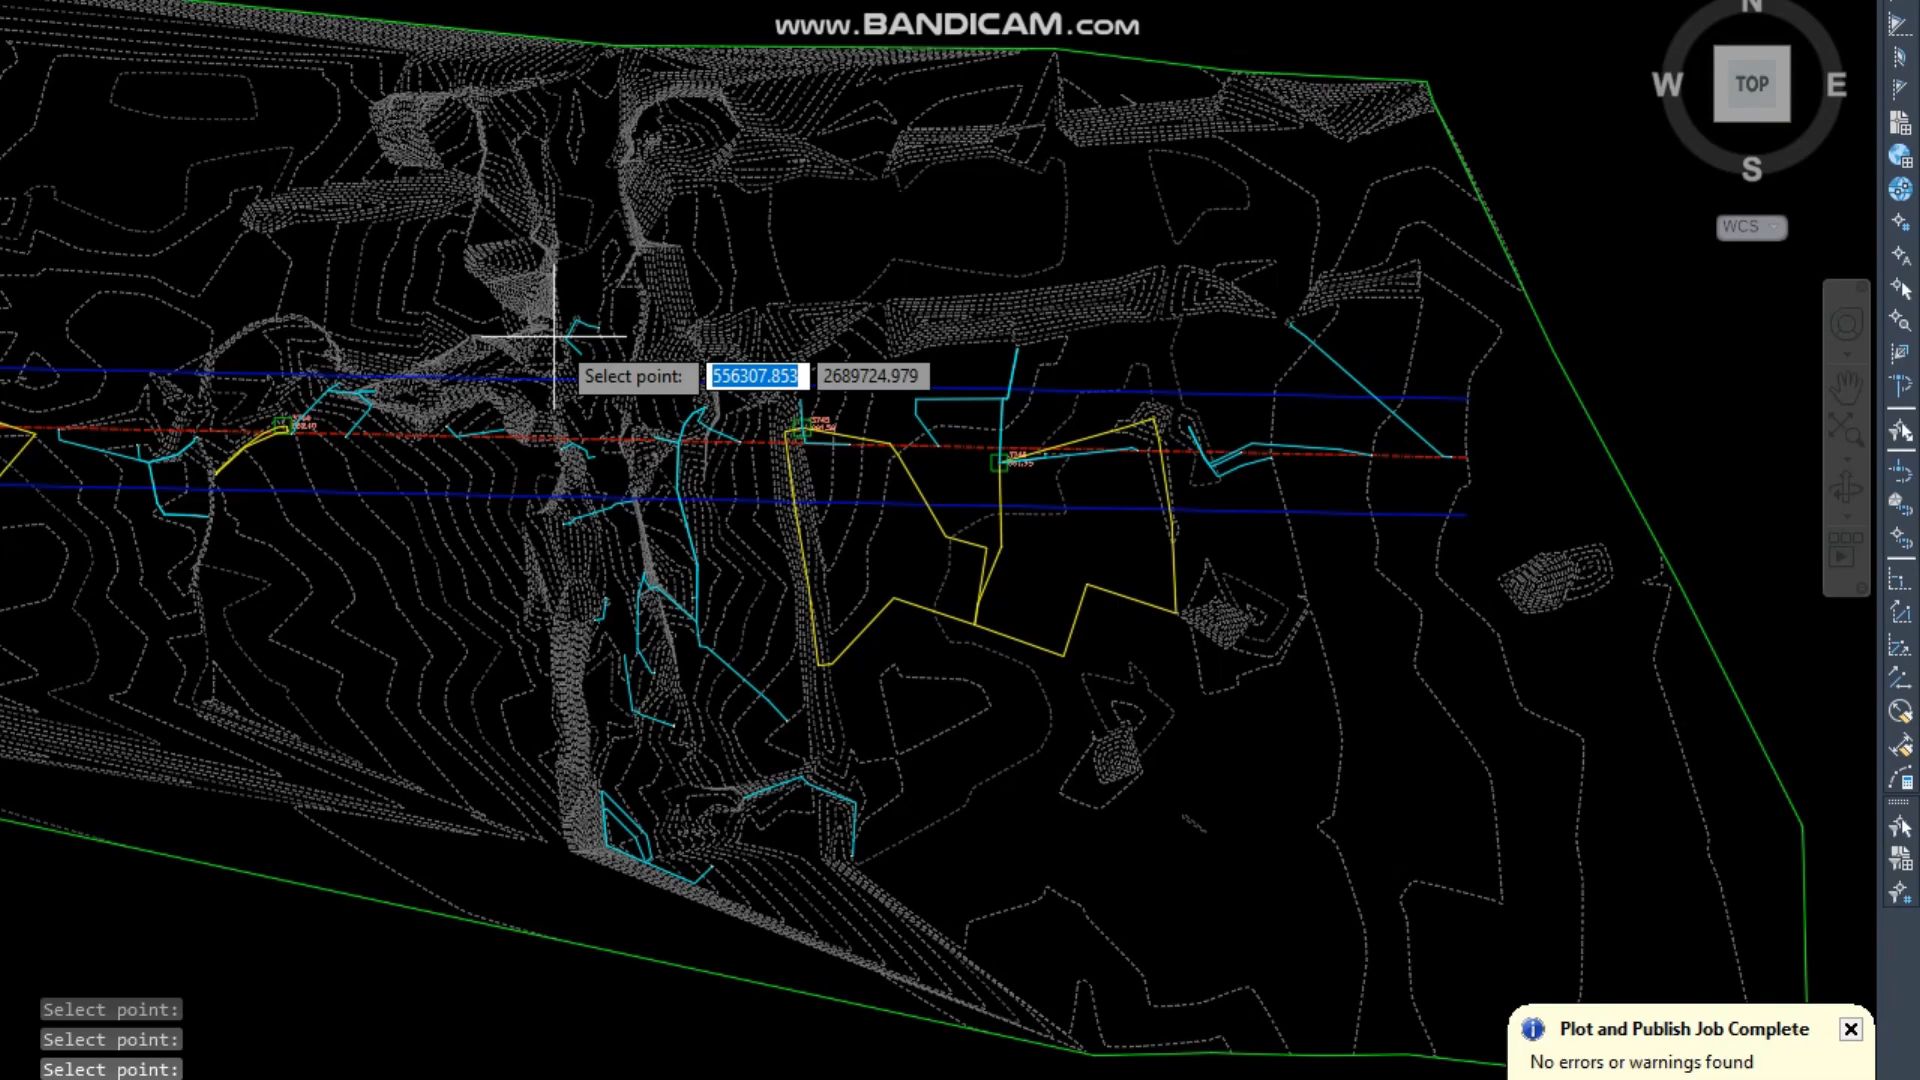 www.BANDICAM.com
N
W
TOP
E
S
WCS
Select point: 556307.853 2689724.979
Select point:
Select point:
Select point:
Plot and Publish Job Complete
No errors or warnings found